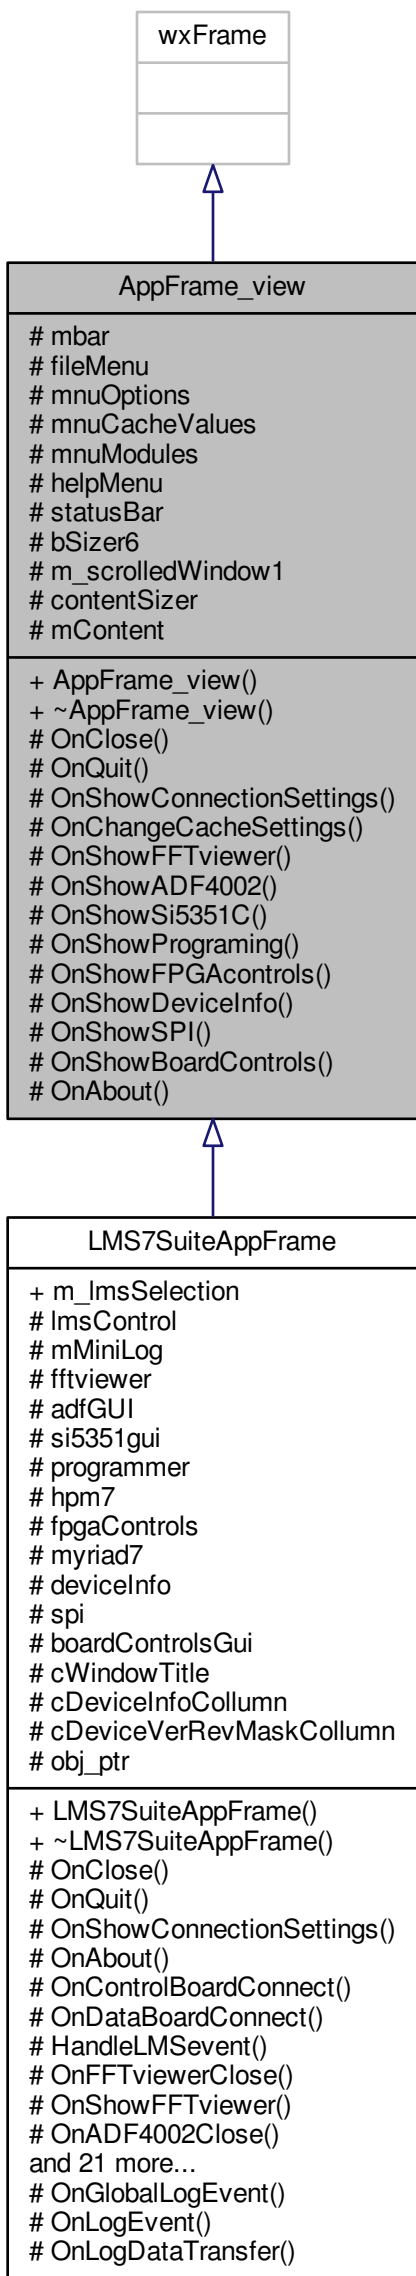 wxFrame
AppFrame_view
# mbar
# fileMenu
# mnuOptions
# mnuCacheValues
# mnuModules
# helpMenu
# statusBar
# bSizer6
# m_scrolledWindow1
# contentSizer
# mContent
+ AppFrame_view()
+ ~AppFrame_view()
# OnClose()
# OnQuit()
# OnShowConnectionSettings()
# OnChangeCacheSettings()
# OnShowFFTviewer()
# OnShowADF4002()
# OnShowSi5351C()
# OnShowPrograming()
# OnShowFPGAcontrols()
# OnShowDeviceInfo()
# OnShowSPI()
# OnShowBoardControls()
# OnAbout()
LMS7SuiteAppFrame
+ m_lmsSelection
# lmsControl
# mMiniLog
# fftviewer
# adfGUI
# si5351gui
# programmer
# hpm7
# fpgaControls
# myriad7
# deviceInfo
# spi
# boardControlsGui
# cWindowTitle
# cDeviceInfoCollumn
# cDeviceVerRevMaskCollumn
# obj_ptr
+ LMS7SuiteAppFrame()
+ ~LMS7SuiteAppFrame()
# OnClose()
# OnQuit()
# OnShowConnectionSettings()
# OnAbout()
# OnControlBoardConnect()
# OnDataBoardConnect()
# HandleLMSevent()
# OnFFTviewerClose()
# OnShowFFTviewer()
# OnADF4002Close()
and 21 more...
# OnGlobalLogEvent()
# OnLogEvent()
# OnLogDataTransfer()